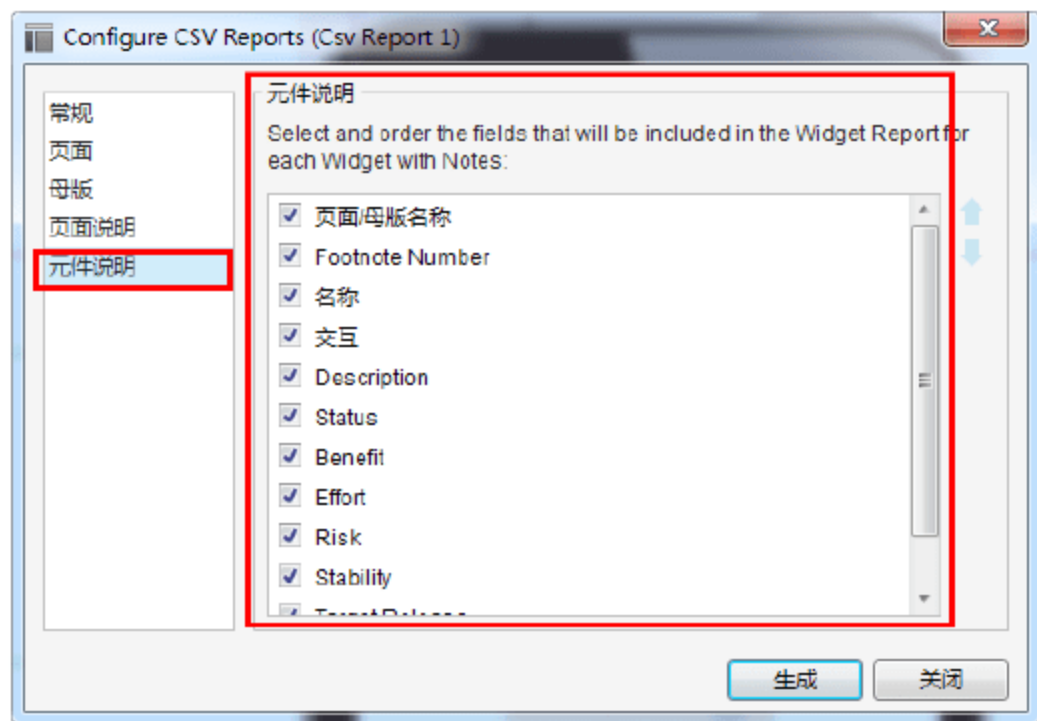 Configure CSV Reports (Csv Report 1)
常规
页面
母版
页面说明
元件说明
元件说明
Select and order the fields that will be included in the Widget Report for
each Widget with Notes:
页面/母版名称
Footnote Number
名称
交互
Description
Status
Benefit
Effort
Risk
Stability
Target Release
生成
关闭